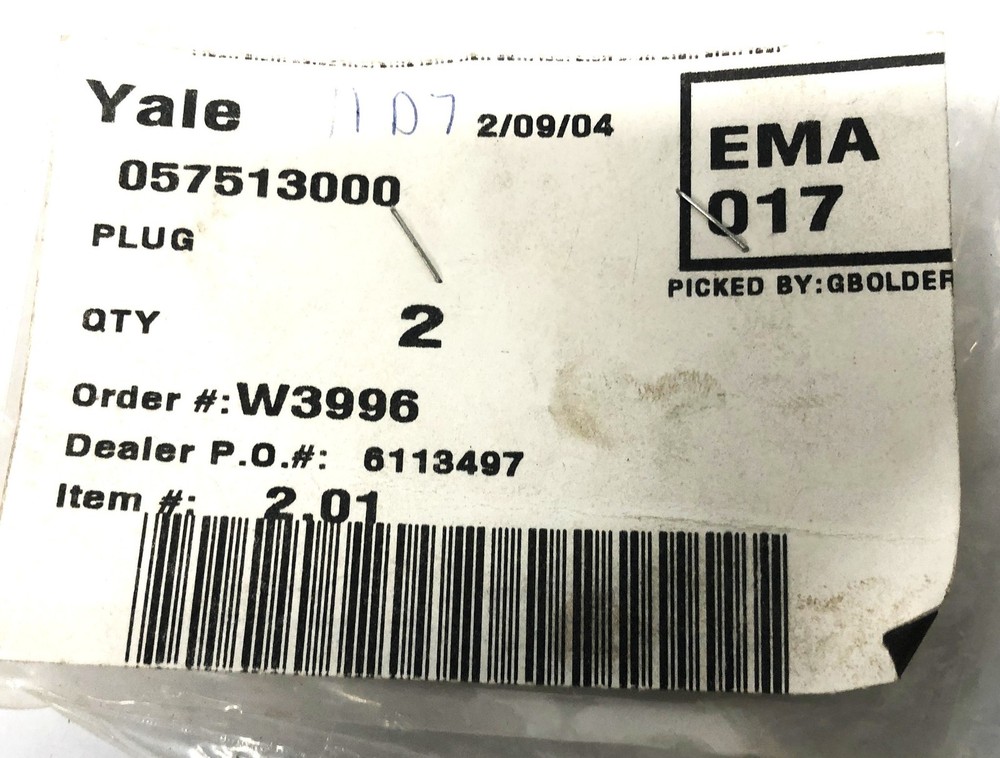 Yale
11D7
2/09/04
EMA
017
057513000
PLUG
PICKED BY:GBOLDER
QTY 2
Order #:W3996
Dealer P.O.#: 6113497
Item #: 2.01